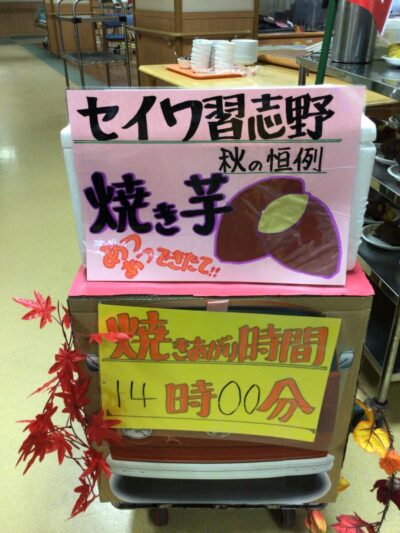 セイワ習志野
秋の恒例
焼き芋
あつあつできたて!!
焼きあがり時間
14時00分